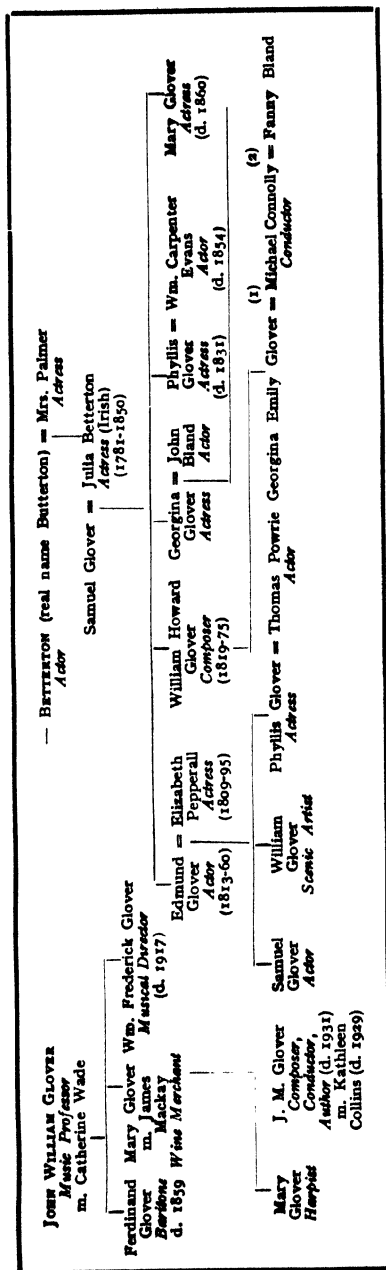 JOHN WILLIAM GLOVER
Music Professor
m. Catherine Wade
Ferdinand
Glover
Baritone
d. 1859
Mary Glover
m. James
Mackay
Wine Merchant
Wm. Frederick Glover
Musical Director
(d. 1917)
Mary
Glover
Harpist
J. M. Glover
Composer,
Conductor,
Author (d. 1931)
m. Kathleen
Collins (d. 1929)
— BETTERTON (real name Butterton) = Mrs. Palmer
Actor
Actress
Samuel Glover = Julia Betterton
Actress (Irish)
(1781-1850)
Edmund = Elizabeth
Glover
Actor
(1813-60)
Pepperall
Actress
(1809-95)
William Howard
Glover
Composer
(1819-75)
Georgina = John
Glover
Actress
Bland
Actor
Phyllis = Wm. Carpenter
Glover
Actress
(d. 1831)
Evans
Actor
(d. 1854)
Mary Glover
Actress
(d. 1860)
Samuel
Glover
Actor
William
Glover
Scenic Artist
Phyllis Glover = Thomas Powrie
Actress
Actor
(1)
(2)
Georgina Emily Glover = Michael Connolly = Fanny Bland
Conductor